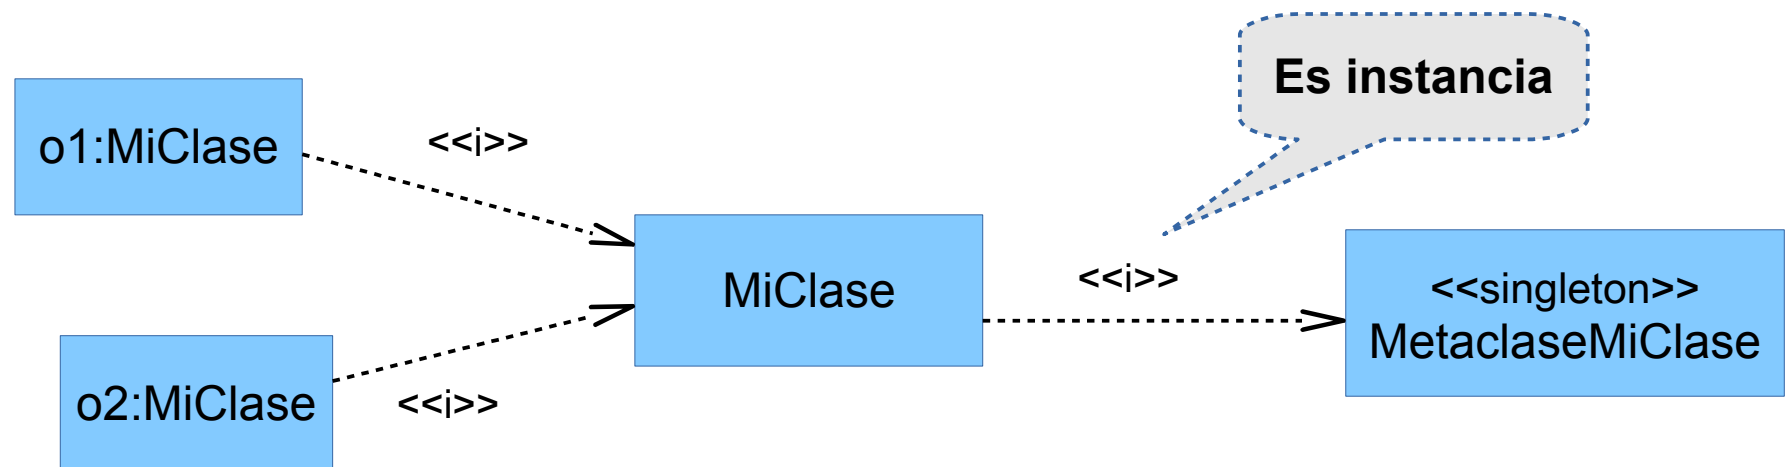 Es instancia
o1:MiClase
<<i>>
MiClase
<<i>>
<<singleton>>
MetaclaseMiClase
o2:MiClase
<<i>>